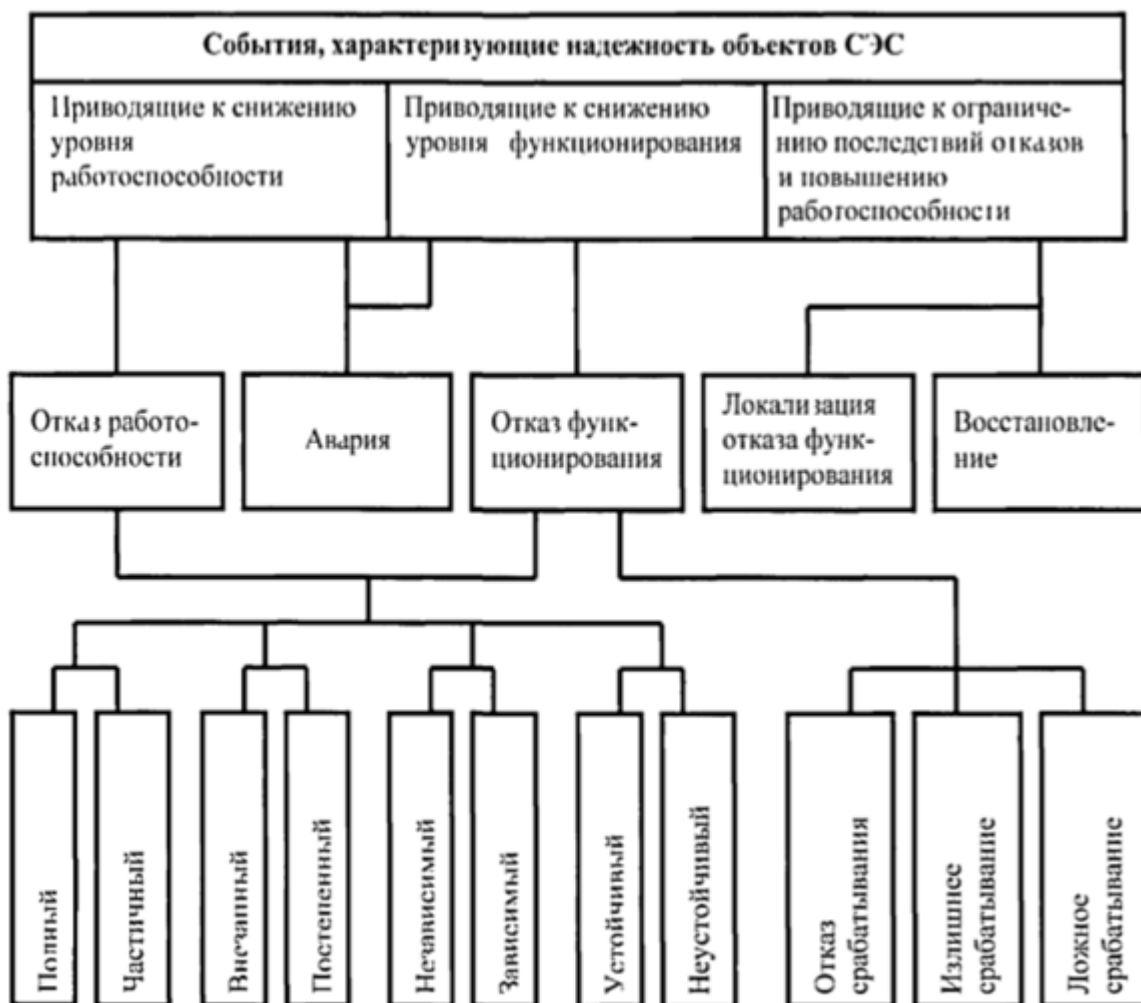 События, характеризующие надежность объектов СЭС
Приводящие к снижению
уровня
работоспособности
Приводящие к снижению
уровня функционирования
Приводящие к ограниче-
нию последствий отказов
и повышению
работоспособности
Отказ работо-
способности
Авария
Отказ функ-
ционирования
Локализация
отказа функ-
ционирования
Восстановле-
ние
Полный
Частичный
Внезапный
Постепенный
Независимый
Зависимый
Устойчивый
Неустойчивый
Отказ
срабатывания
Излишнее
срабатывание
Ложное
срабатывание